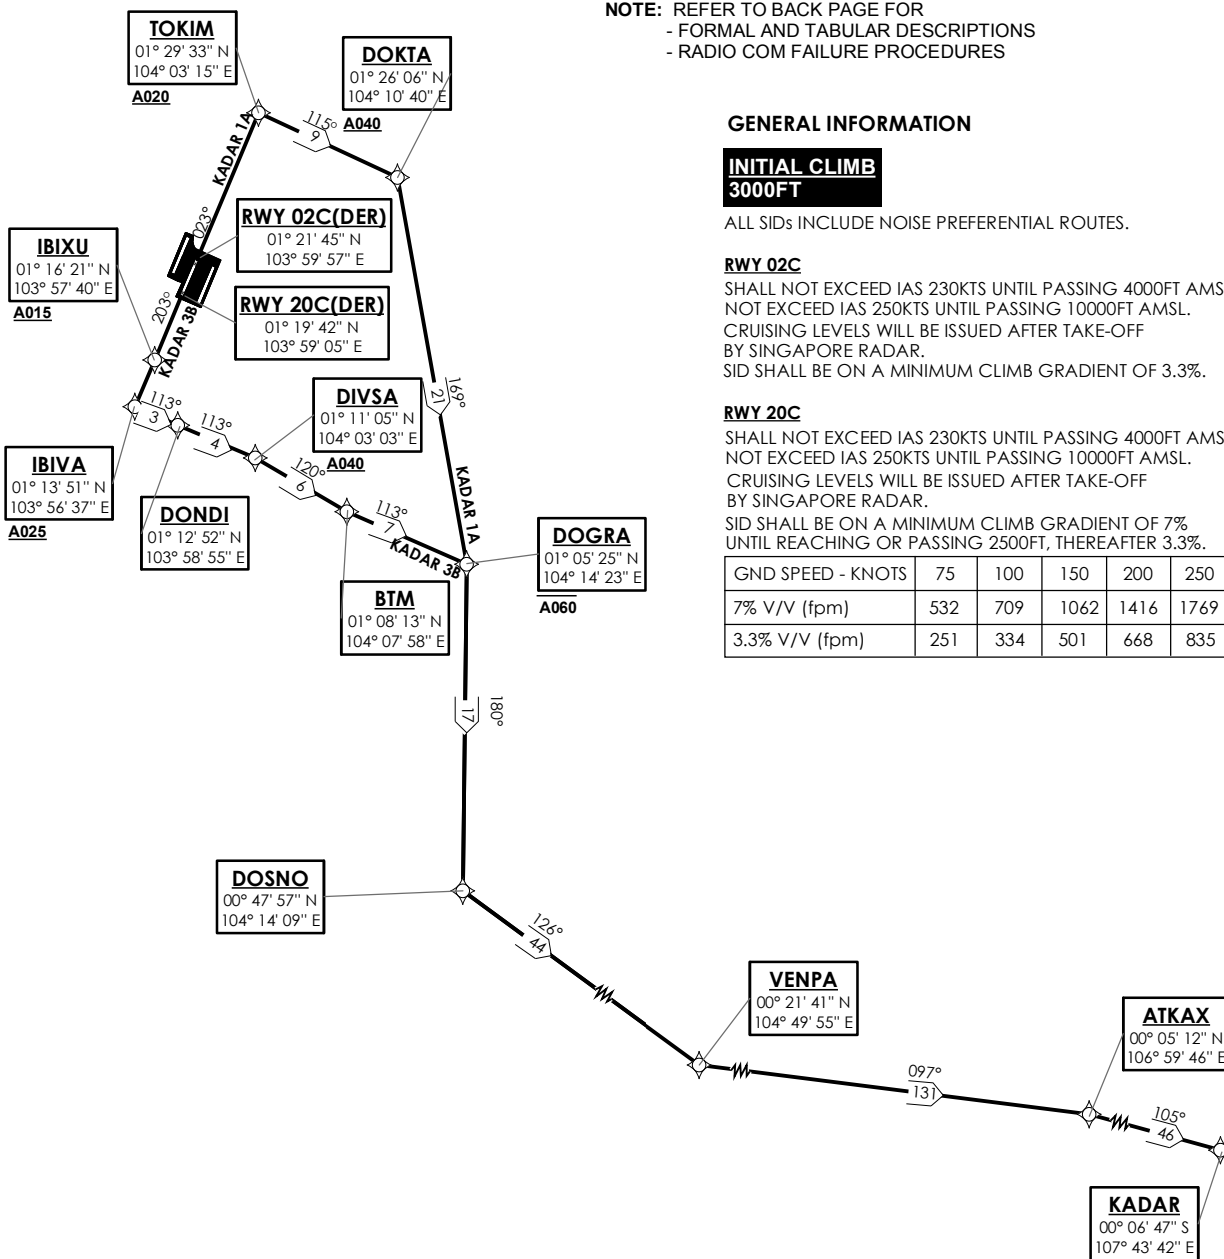 NOTE: REFER TO BACK PAGE FOR
- FORMAL AND TABULAR DESCRIPTIONS
- RADIO COM FAILURE PROCEDURES
TOKIM
01° 29' 33" N
104° 03' 15" E
A020
DOKTA
01° 26' 06" N
104° 10' 40" E
A040
115°
9
KADAR 1A
023°
GENERAL INFORMATION
INITIAL CLIMB
3000FT
ALL SIDs INCLUDE NOISE PREFERENTIAL ROUTES.
RWY 02C
SHALL NOT EXCEED IAS 230KTS UNTIL PASSING 4000FT AMS
NOT EXCEED IAS 250KTS UNTIL PASSING 10000FT AMSL.
CRUISING LEVELS WILL BE ISSUED AFTER TAKE-OFF
BY SINGAPORE RADAR.
SID SHALL BE ON A MINIMUM CLIMB GRADIENT OF 3.3%.
RWY 20C
SHALL NOT EXCEED IAS 230KTS UNTIL PASSING 4000FT AMS
NOT EXCEED IAS 250KTS UNTIL PASSING 10000FT AMSL.
CRUISING LEVELS WILL BE ISSUED AFTER TAKE-OFF
BY SINGAPORE RADAR.
SID SHALL BE ON A MINIMUM CLIMB GRADIENT OF 7%
UNTIL REACHING OR PASSING 2500FT, THEREAFTER 3.3%.
GND SPEED - KNOTS 75 100 150 200 250
7% V/V (fpm) 532 709 1062 1416 1769
3.3% V/V (fpm) 251 334 501 668 835
RWY 02C(DER)
01° 21' 45" N
103° 59' 57" E
RWY 20C(DER)
01° 19' 42" N
103° 59' 05" E
IBIXU
01° 16' 21" N
103° 57' 40" E
A015
203°
KADAR 3B
IBIVA
01° 13' 51" N
103° 56' 37" E
A025
113°
3
113°
4
DONDI
01° 12' 52" N
103° 58' 55" E
DIVSA
01° 11' 05" N
104° 03' 03" E
A040
120°
6
113°
7
KADAR 3B
169°
21
KADAR 1A
BTM
01° 08' 13" N
104° 07' 58" E
DOGRA
01° 05' 25" N
104° 14' 23" E
A060
180°
17
DOSNO
00° 47' 57" N
104° 14' 09" E
126°
44
VENPA
00° 21' 41" N
104° 49' 55" E
097°
131
ATKAX
00° 05' 12" N
106° 59' 46" E
105°
46
KADAR
00° 06' 47" S
107° 43' 42" E